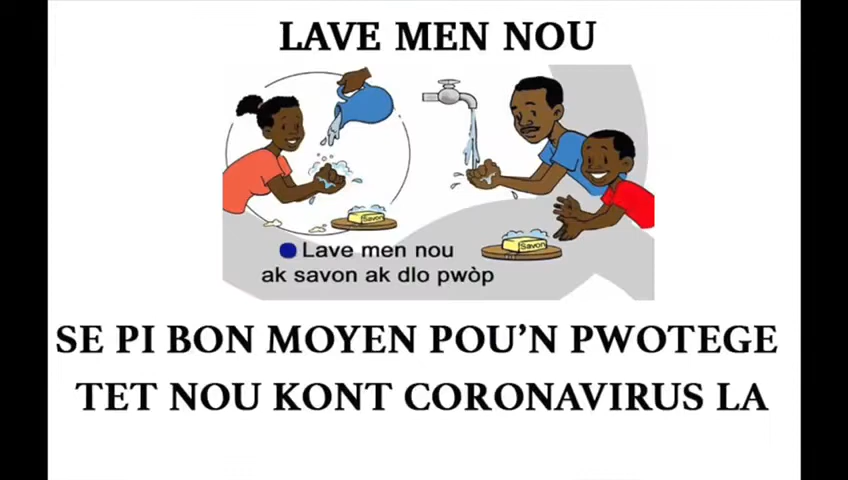 LAVE MEN NOU
Savon
Savon
Lave men nou
ak savon ak dlo pwòp
SE PI BON MOYEN POU’N PWOTEGE
TET NOU KONT CORONAVIRUS LA